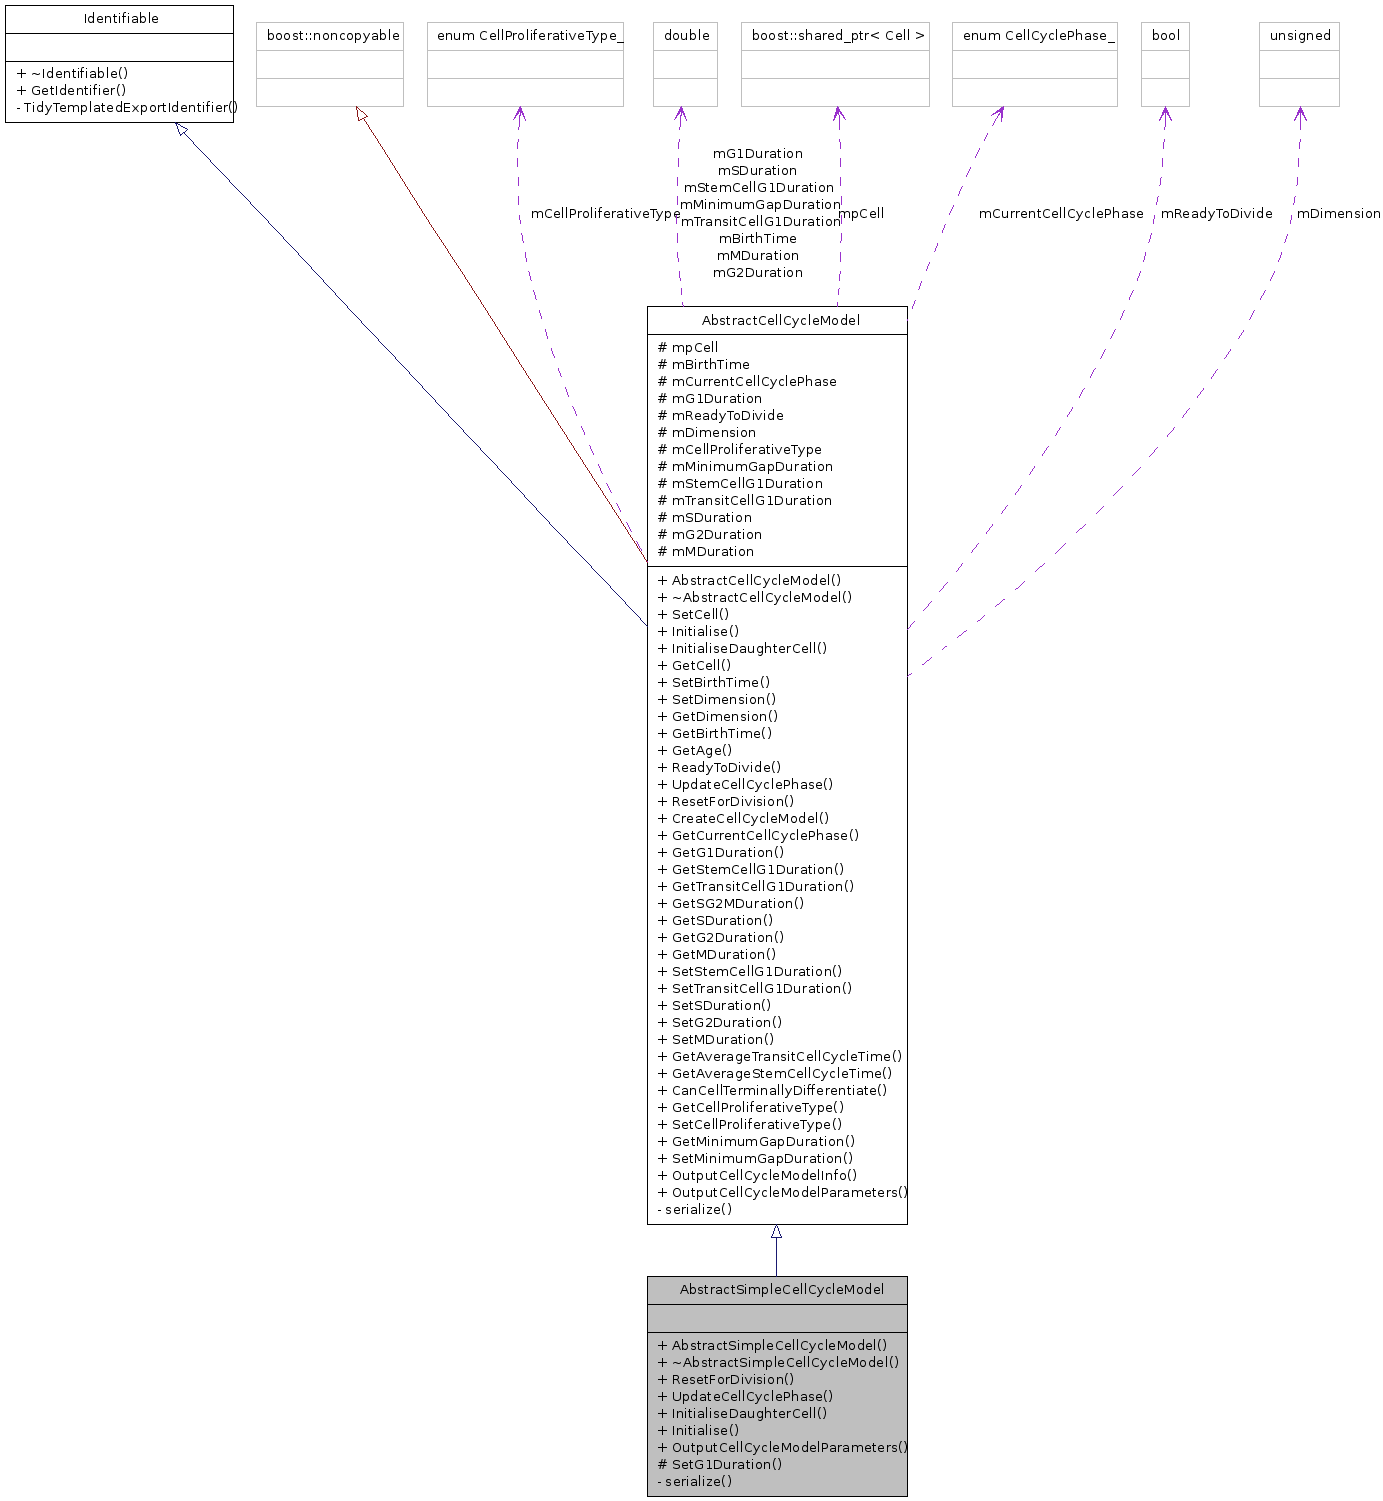 Identifiable
+ ~Identifiable()
+ GetIdentifier()
- TidyTemplatedExportIdentifier()
boost::noncopyable
enum CellProliferativeType_
double
boost::shared_ptr< Cell >
enum CellCyclePhase_
bool
unsigned
mCellProliferativeType
mG1Duration
mSDuration
mStemCellG1Duration
mMinimumGapDuration
mTransitCellG1Duration
mBirthTime
mMDuration
mG2Duration
mpCell
mCurrentCellCyclePhase
mReadyToDivide
mDimension
AbstractCellCycleModel
# mpCell
# mBirthTime
# mCurrentCellCyclePhase
# mG1Duration
# mReadyToDivide
# mDimension
# mCellProliferativeType
# mMinimumGapDuration
# mStemCellG1Duration
# mTransitCellG1Duration
# mSDuration
# mG2Duration
# mMDuration
+ AbstractCellCycleModel()
+ ~AbstractCellCycleModel()
+ SetCell()
+ Initialise()
+ InitialiseDaughterCell()
+ GetCell()
+ SetBirthTime()
+ SetDimension()
+ GetDimension()
+ GetBirthTime()
+ GetAge()
+ ReadyToDivide()
+ UpdateCellCyclePhase()
+ ResetForDivision()
+ CreateCellCycleModel()
+ GetCurrentCellCyclePhase()
+ GetG1Duration()
+ GetStemCellG1Duration()
+ GetTransitCellG1Duration()
+ GetSG2MDuration()
+ GetSDuration()
+ GetG2Duration()
+ GetMDuration()
+ SetStemCellG1Duration()
+ SetTransitCellG1Duration()
+ SetSDuration()
+ SetG2Duration()
+ SetMDuration()
+ GetAverageTransitCellCycleTime()
+ GetAverageStemCellCycleTime()
+ CanCellTerminallyDifferentiate()
+ GetCellProliferativeType()
+ SetCellProliferativeType()
+ GetMinimumGapDuration()
+ SetMinimumGapDuration()
+ OutputCellCycleModelInfo()
+ OutputCellCycleModelParameters()
- serialize()
AbstractSimpleCellCycleModel
+ AbstractSimpleCellCycleModel()
+ ~AbstractSimpleCellCycleModel()
+ ResetForDivision()
+ UpdateCellCyclePhase()
+ InitialiseDaughterCell()
+ Initialise()
+ OutputCellCycleModelParameters()
# SetG1Duration()
- serialize()